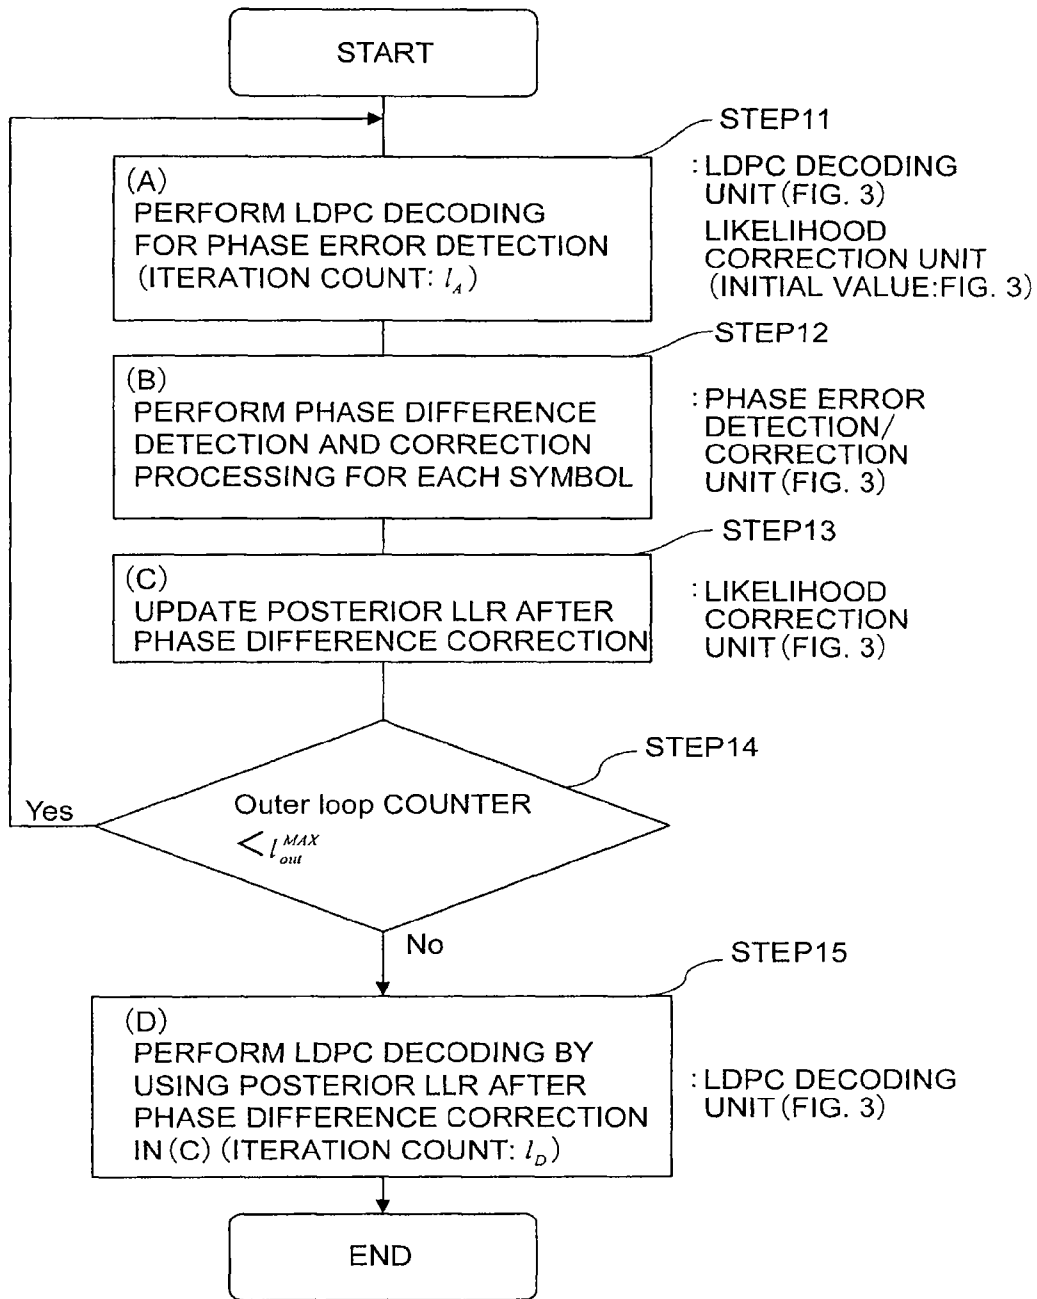 START
STEP11
(A)
PERFORM LDPC DECODING
FOR PHASE ERROR DETECTION
(ITERATION COUNT: l_A)
:LDPC DECODING
UNIT(FIG. 3)
LIKELIHOOD
CORRECTION UNIT
(INITIAL VALUE:FIG. 3)
STEP12
(B)
PERFORM PHASE DIFFERENCE
DETECTION AND CORRECTION
PROCESSING FOR EACH SYMBOL
:PHASE ERROR
DETECTION/
CORRECTION
UNIT(FIG. 3)
STEP13
(C)
UPDATE POSTERIOR LLR AFTER
PHASE DIFFERENCE CORRECTION
:LIKELIHOOD
CORRECTION
UNIT(FIG. 3)
STEP14
Outer loop COUNTER
< l_out^MAX
Yes
No
STEP15
(D)
PERFORM LDPC DECODING BY
USING POSTERIOR LLR AFTER
PHASE DIFFERENCE CORRECTION
IN(C) (ITERATION COUNT: l_D)
:LDPC DECODING
UNIT(FIG. 3)
END